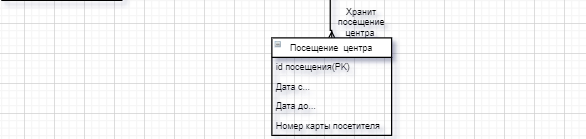 Хранит
посещение
центра
Посещение центра
id посещения(PK)
Дата с...
Дата до...
Номер карты посетителя